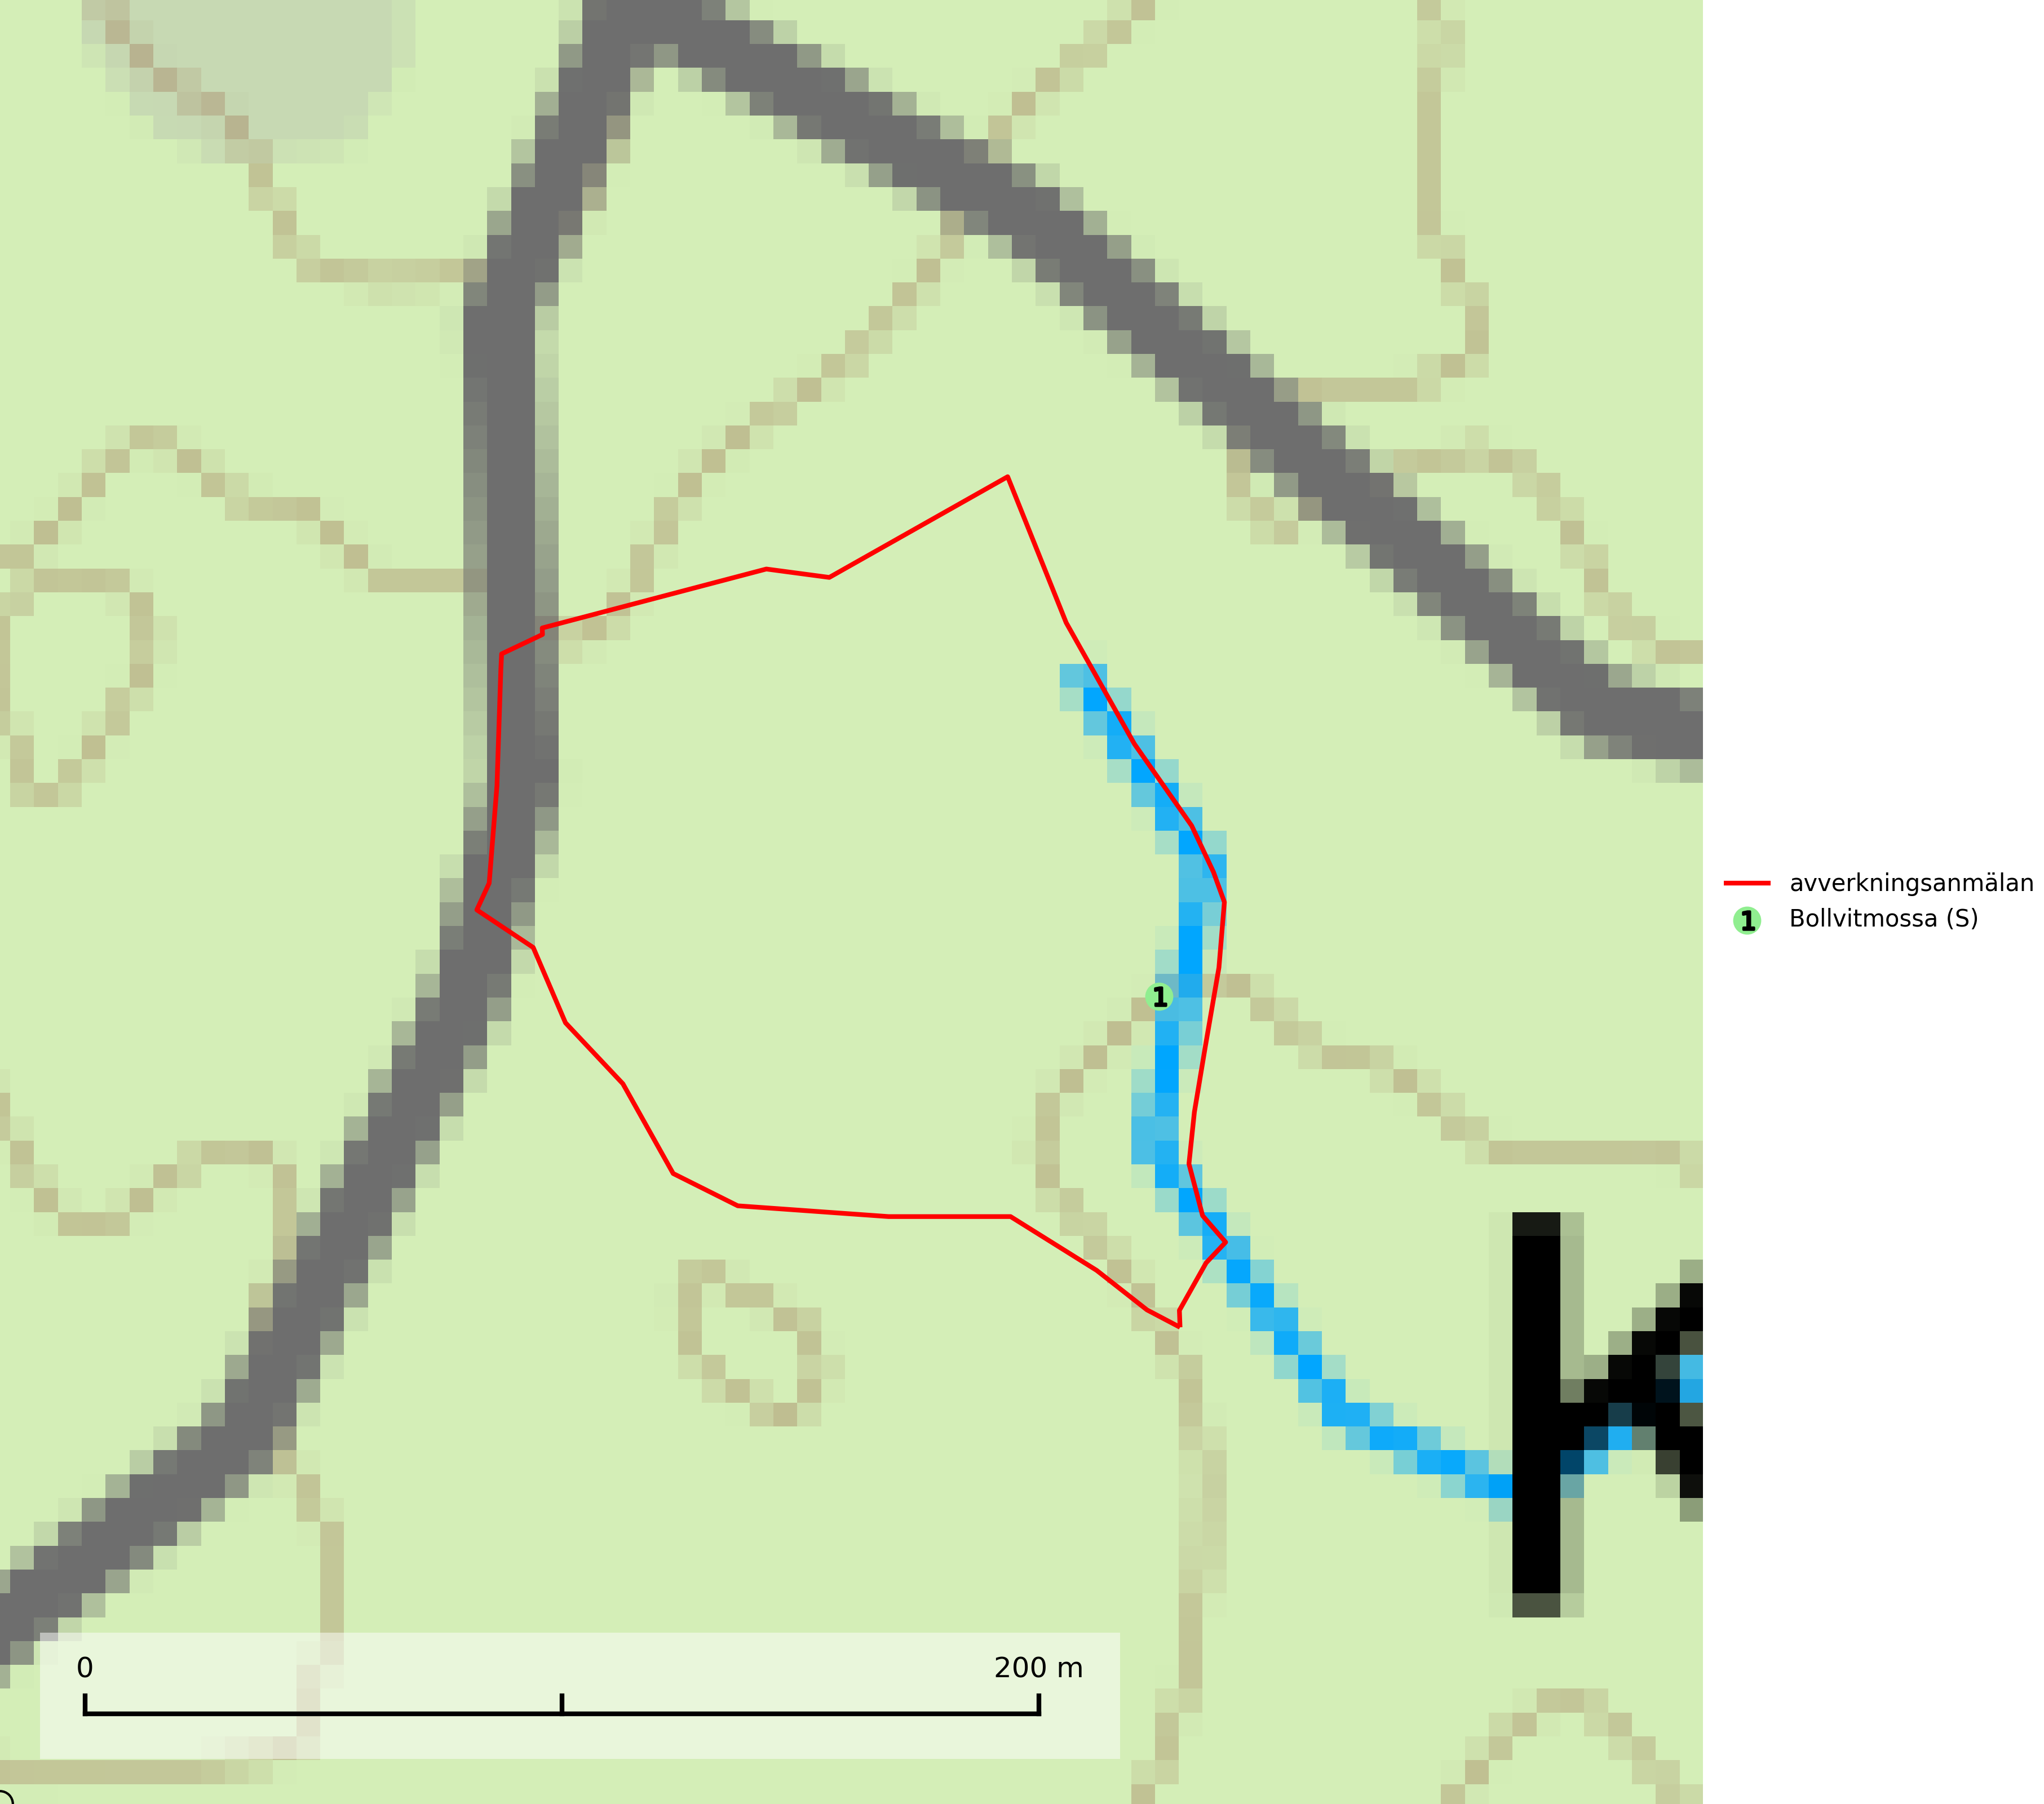 avverkningsanmälan
1 Bollvitmossa (S)
1
0 200 m